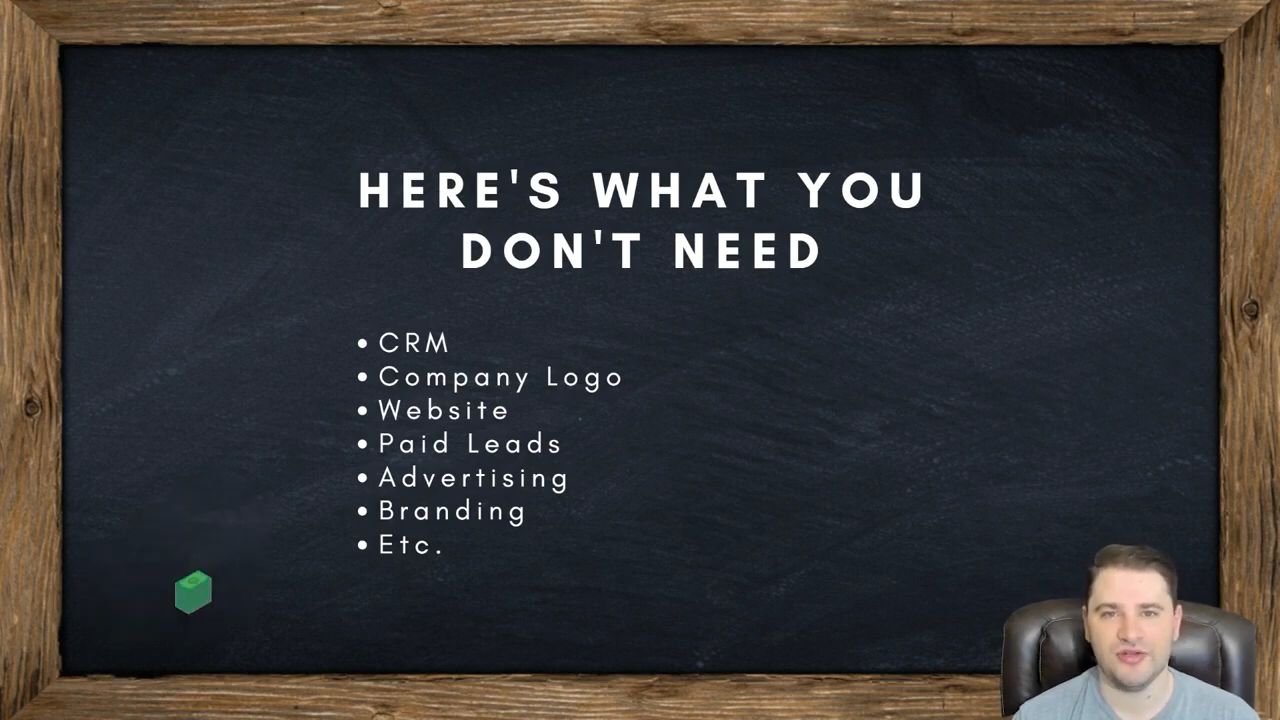 HERE'S WHAT YOU
DON'T NEED
• CRM
• Company Logo
• Website
• Paid Leads
• Advertising
• Branding
• Etc.